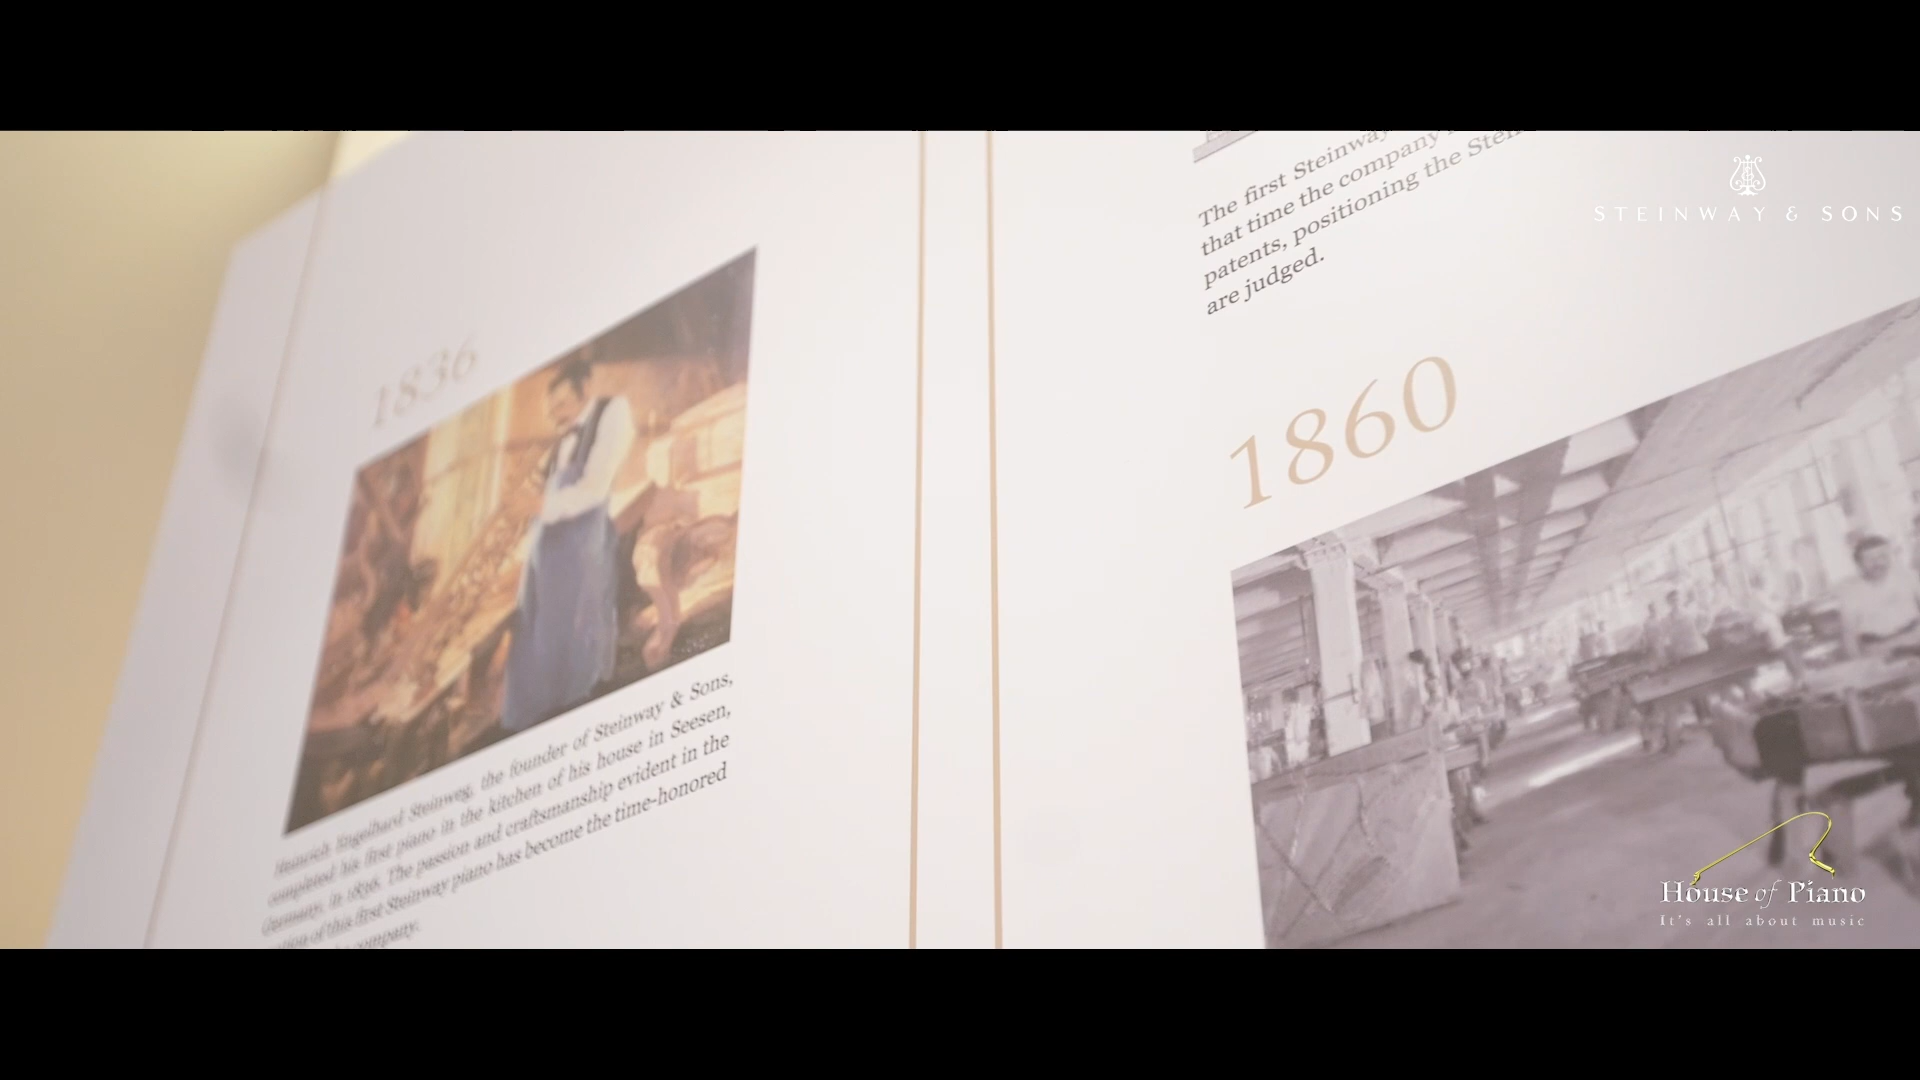 1836
Heinrich Engelhard Steinweg, the founder of Steinway & Sons,
completed his first piano in the kitchen of his house in Seesen,
Germany, in 1836. The passion and craftsmanship evident in the
of this first Steinway piano has become the time-honored
company.
The first Steinway
that time the company
patents, positioning the
are judged.
1860
STEINWAY & SONS
House of Piano
It's all about music